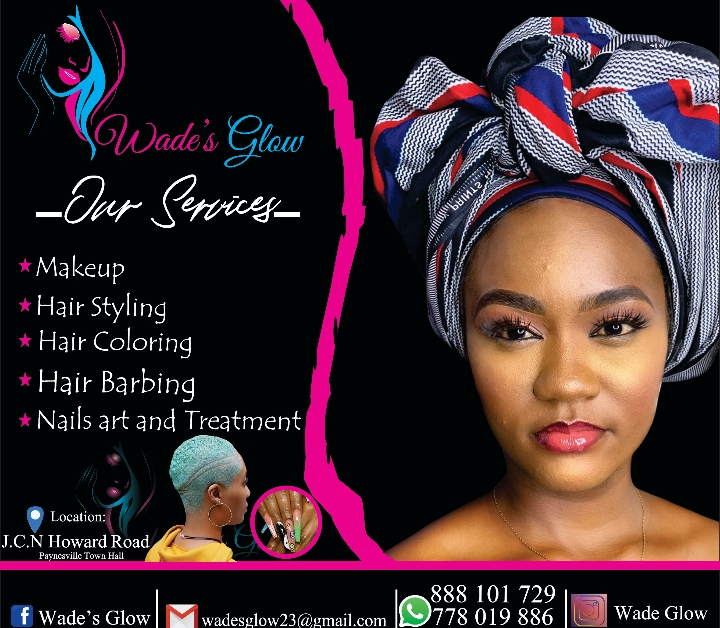 Wade's Glow
Our Services
Makeup
Hair Styling
Hair Coloring
Hair Barbing
Nails art and Treatment
Location:
J.C.N Howard Road
Paynesville Town Hall
Wade's Glow
wadesglow23@gmail.com
888 101 729
778 019 886
Wade Glow